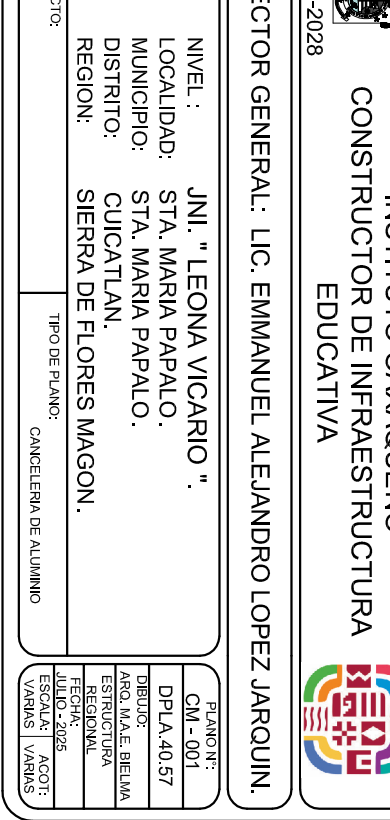 -2028
CONSTRUCTOR DE INFRAESTRUCTURA
EDUCATIVA
ECTOR GENERAL: LIC. EMMANUEL ALEJANDRO LOPEZ JARQUIN.
NIVEL : JNI. " LEONA VICARIO ".
LOCALIDAD: STA. MARIA PAPALO.
MUNICIPIO: STA. MARIA PAPALO.
DISTRITO: CUICATLAN.
REGION: SIERRA DE FLORES MAGON.
CTO:
TIPO DE PLANO:
CANCELERIA DE ALUMINIO
PLANO Nº:
CM - 001
DPLA.40.57
DIBUJO:
ARQ. M.A.E. BIELMA
ESTRUCTURA
REGIONAL
FECHA:
JULIO - 2025
ESCALA: ACOT:
VARIAS VARIAS